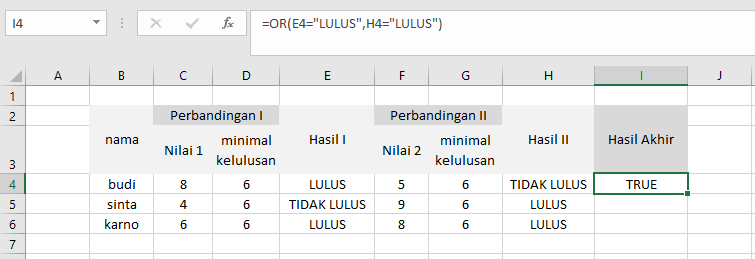 I4 fx =OR(E4="LULUS",H4="LULUS")
A B C D E F G H I J
1
2 Perbandingan I Perbandingan II
nama Hasil I Hasil II Hasil Akhir
3 Nilai 1 minimal kelulusan Nilai 2 minimal kelulusan
4 budi 8 6 LULUS 5 6 TIDAK LULUS TRUE
5 sinta 4 6 TIDAK LULUS 9 6 LULUS
6 karno 6 6 LULUS 8 6 LULUS
7